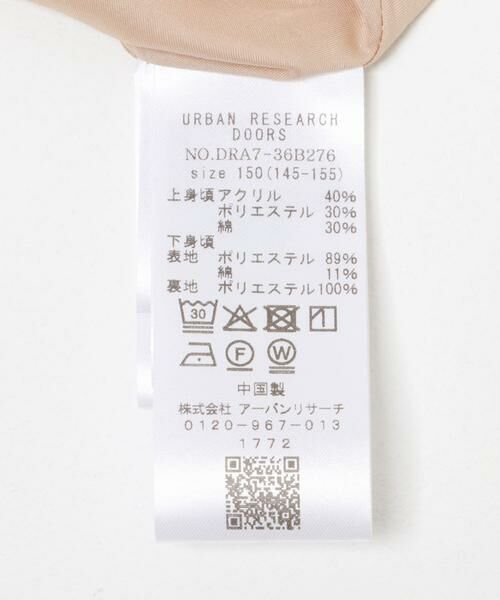 URBAN RESEARCH
DOORS
NO.DRA7-36B276
size 150(145-155)
上身頃 アクリル 40%
ポリエステル 30%
綿 30%
下身頃
表地 ポリエステル 89%
綿 11%
裏地 ポリエステル 100%
30
F W
中国製
株式会社 アーバンリサーチ
0120-967-013
1772